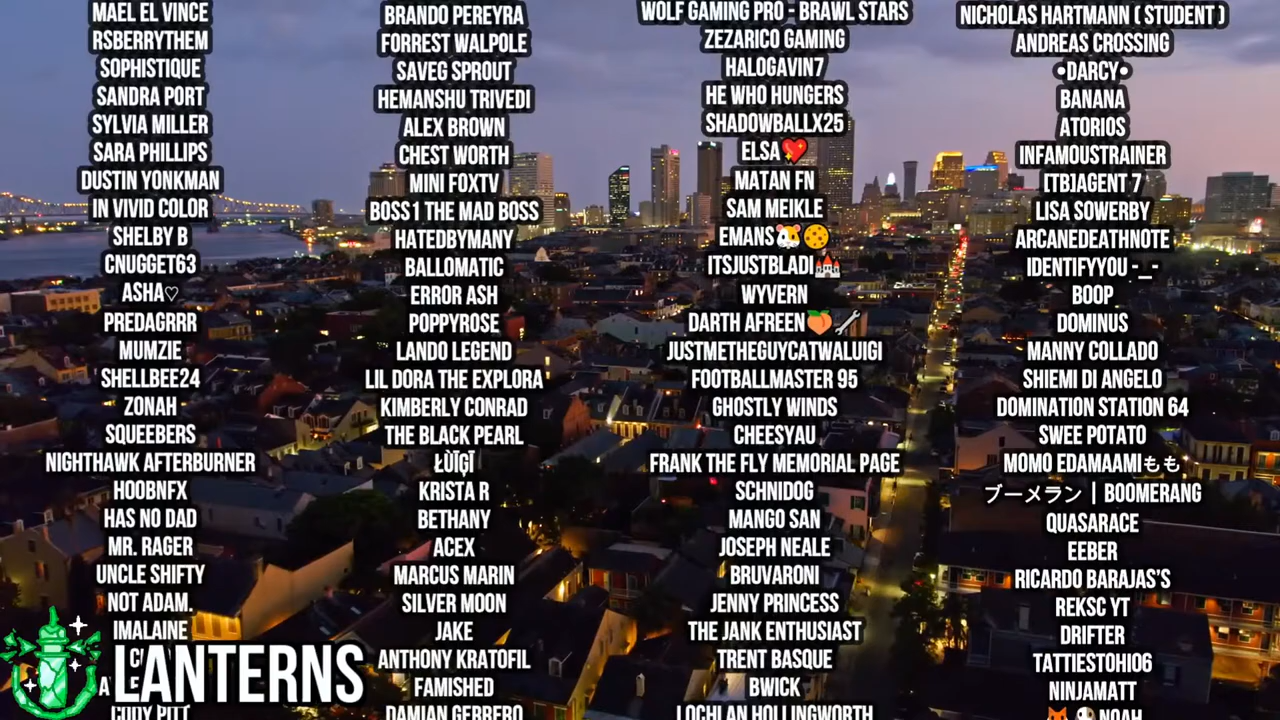 MAEL EL VINCE
RSBERRYTHEM
SOPHISTIQUE
SANDRA PORT
SYLVIA MILLER
SARA PHILLIPS
DUSTIN YONKMAN
IN VIVID COLOR
SHELBY B
CNUGGET63
ASHA♡
PREDAGRRR
MUMZIE
SHELLBEE24
ZONAH
SQUEEBERS
NIGHTHAWK AFTERBURNER
HOOBNFX
HAS NO DAD
MR. RAGER
UNCLE SHIFTY
NOT ADAM.
IMALAINE
CODY PITT
LANTERNS
BRANDO PEREYRA
FORREST WALPOLE
SAVEG SPROUT
HEMANSHU TRIVEDI
ALEX BROWN
CHEST WORTH
MINI FOXTV
BOSS1 THE MAD BOSS
HATEDBYMANY
BALLOMATIC
ERROR ASH
POPPYROSE
LANDO LEGEND
LIL DORA THE EXPLORA
KIMBERLY CONRAD
THE BLACK PEARL
KRISTA R
BETHANY
ACEX
MARCUS MARIN
SILVER MOON
JAKE
ANTHONY KRATOFIL
FAMISHED
DAMIAN GERRERO
WOLF GAMING PRO - BRAWL STARS
ZEZARICO GAMING
HALOGAVIN7
HE WHO HUNGERS
SHADOWBALLX25
ELSA💖
MATAN FN
SAM MEIKLE
EMANS🐹🍪
ITSJUSTBLADI🏰
WYVERN
DARTH AFREEN🍑🔧
JUSTMETHEGUYCATWALUIGI
FOOTBALLMASTER 95
GHOSTLY WINDS
CHEESYAU
FRANK THE FLY MEMORIAL PAGE
SCHNIDOG
MANGO SAN
JOSEPH NEALE
BRUVARONI
JENNY PRINCESS
THE JANK ENTHUSIAST
TRENT BASQUE
BWICK
LOCHLAN HOLLINGWORTH
NICHOLAS HARTMANN ( STUDENT )
ANDREAS CROSSING
•DARCY•
BANANA
ATORIOS
INFAMOUSTRAINER
[TB]AGENT 7
LISA SOWERBY
ARCANEDEATHNOTE
IDENTIFYYOU -_-
BOOP
DOMINUS
MANNY COLLADO
SHIEMI DI ANGELO
DOMINATION STATION 64
SWEE POTATO
MOMO EDAMAAMIもも
ブーメラン | BOOMERANG
QUASARACE
EEBER
RICARDO BARAJAS'S
REKSC YT
DRIFTER
TATTIESTOHIO6
NINJAMATT
NOAH